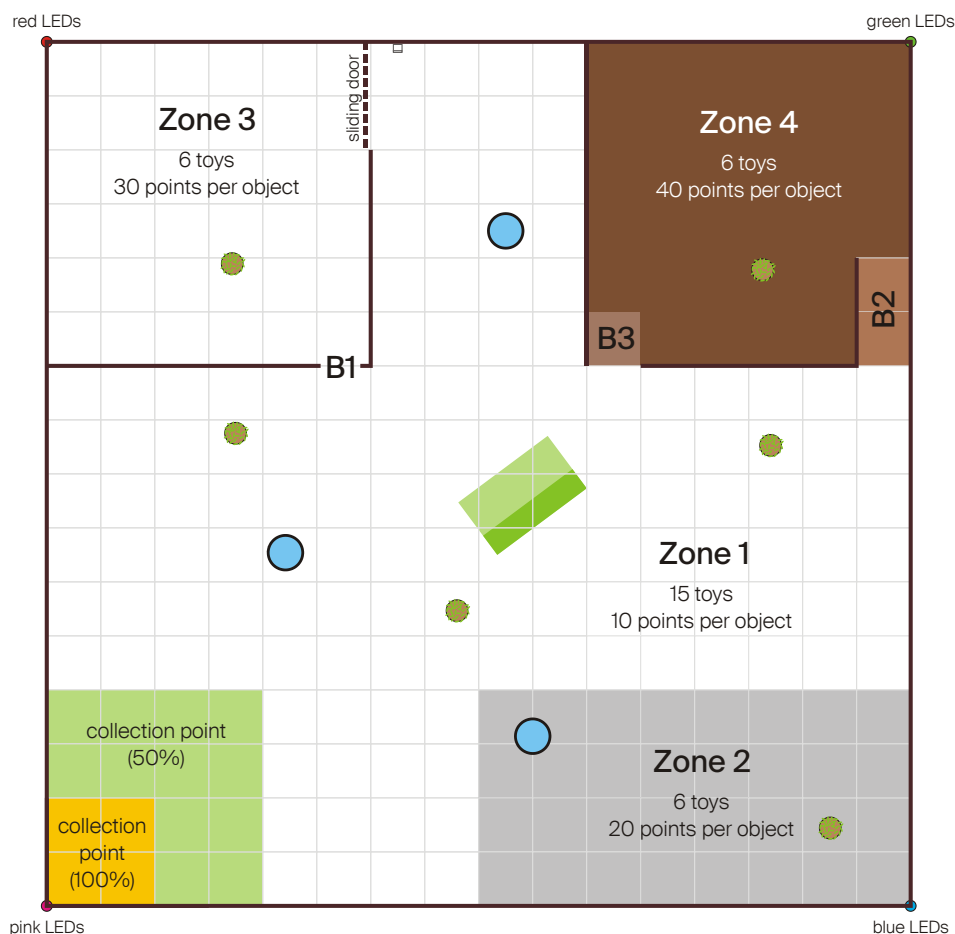 red LEDs
green LEDs
sliding door
Zone 3
6 toys
30 points per object
Zone 4
6 toys
40 points per object
B2
B3
B1
Zone 1
15 toys
10 points per object
collection point
(50%)
Zone 2
6 toys
20 points per object
collection
point
(100%)
pink LEDs
blue LEDs